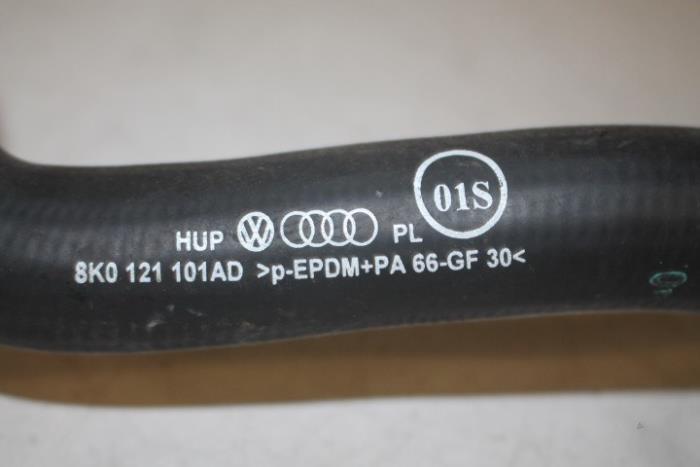 01S
HUP PL
8K0 121 101AD >p-EPDM+PA 66-GF 30<